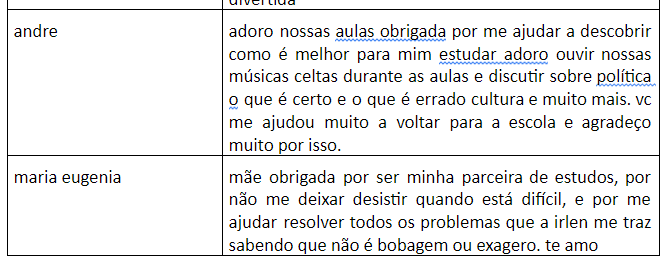 divertida
andre
adoro nossas aulas obrigada por me ajudar a descobrir
como é melhor para mim estudar adoro ouvir nossas
músicas celtas durante as aulas e discutir sobre política
o que é certo e o que é errado cultura e muito mais. vc
me ajudou muito a voltar para a escola e agradeço
muito por isso.
maria eugenia
mãe obrigada por ser minha parceira de estudos, por
não me deixar desistir quando está difícil, e por me
ajudar resolver todos os problemas que a irlen me traz
sabendo que não é bobagem ou exagero. te amo